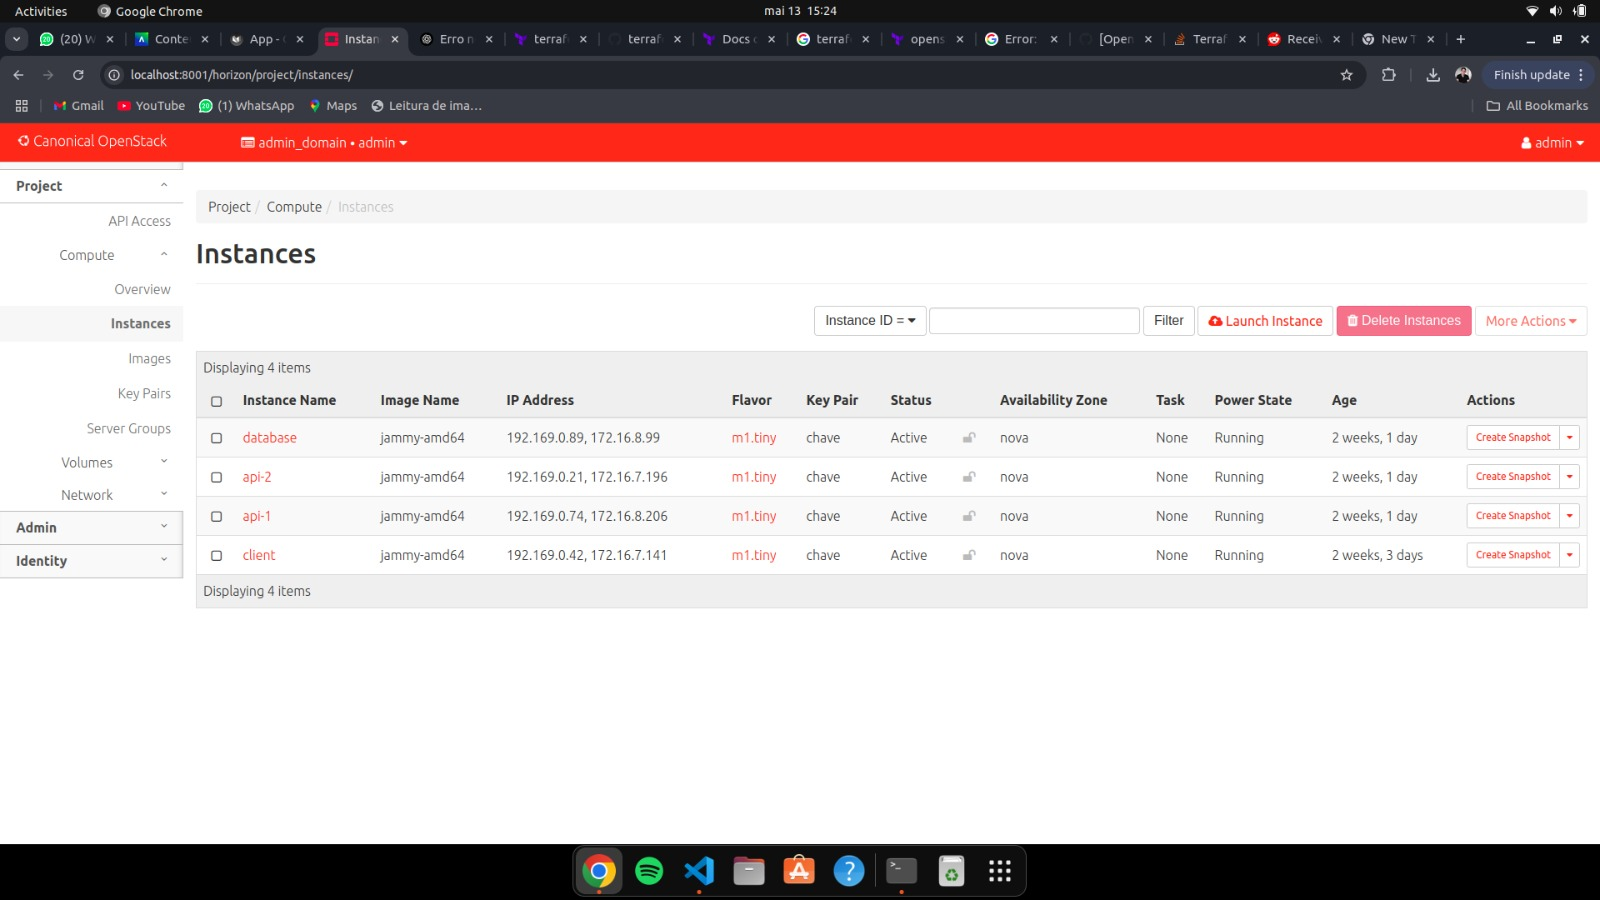 Activities Google Chrome mai 13 15:24
(20) W Conte App - Instan Erro n terraf terraf Docs terraf opens Error: [Open Terraf Recei New T
localhost:8001/horizon/project/instances/ Finish update
Gmail YouTube (1) WhatsApp Maps Leitura de ima... All Bookmarks
Canonical OpenStack admin_domain • admin admin
Project
API Access
Compute
Overview
Instances
Images
Key Pairs
Server Groups
Volumes
Network
Admin
Identity
Project / Compute / Instances
Instances
Instance ID = Filter Launch Instance Delete Instances More Actions
Displaying 4 items
Instance Name Image Name IP Address Flavor Key Pair Status Availability Zone Task Power State Age Actions
database jammy-amd64 192.169.0.89, 172.16.8.99 m1.tiny chave Active nova None Running 2 weeks, 1 day Create Snapshot
api-2 jammy-amd64 192.169.0.21, 172.16.7.196 m1.tiny chave Active nova None Running 2 weeks, 1 day Create Snapshot
api-1 jammy-amd64 192.169.0.74, 172.16.8.206 m1.tiny chave Active nova None Running 2 weeks, 1 day Create Snapshot
client jammy-amd64 192.169.0.42, 172.16.7.141 m1.tiny chave Active nova None Running 2 weeks, 3 days Create Snapshot
Displaying 4 items